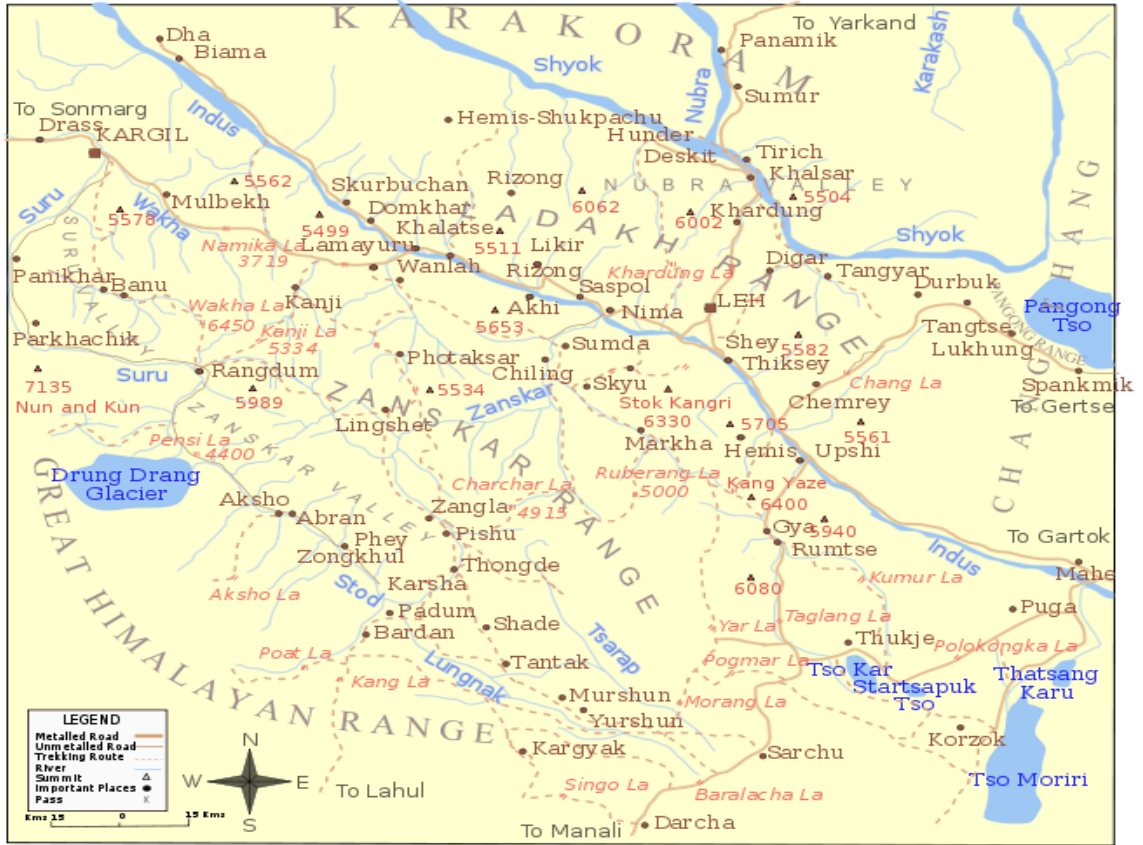 KARAKORAM
To Yarkand
Karakash
Dha
Biama
Panamik
Shyok
Nubra
Sumur
To Sonmarg
Indus
Drass
KARGIL
Hemis-Shukpachu
Hunder
Deskit
Tirich
Khalsar
NUBRA VALLEY
CHANG CHANG
5562
Skurbuchan
Rizong
6062
5504
Suru
Mulbekh
5578
Wakha
5499
Domkhar
LADAKH RANGE
6002
Khardung
SURU VALLEY
Namika La
3719
Lamayuru
Khalatse
5511
Likir
Shyok
Panikhar
Banu
Wanlah
Rizong
Khardung La
Digar
Tangyar
Durbuk
Wakha La
6450
Kanji
Akhi
Saspol
Nima
LEH
PANGONG RANGE
Pangong
Tso
Parkhachik
Kanji La
5334
5653
Tangtse
Lukhung
Suru
Rangdum
Photaksar
Sumda
Chiling
Shey
Thiksey
5582
Chang La
Spankmik
To Gertse
7135
Nun and Kun
5989
5534
Zanskar
Skyu
Stok Kangri
6330
Chemrey
ZANSKAR RANGE
Lingshet
Markha
5705
Hemis
Upshi
5561
Pensi La
4400
ZANSKAR VALLEY
Drung Drang
Glacier
GREAT HIMALAYAN RANGE
Charchar La
4915
Ruberang La
5000
Kang Yaze
6400
Aksho
Abran
Zangla
Pishu
Gya
5940
To Gartok
Phey
Zongkhul
Rumtse
Indus
Mahe
Thongde
Karsha
Stod
Aksho La
6080
Kumur La
Padum
Bardan
Shade
Tsarap
Yar La
Taglang La
Puga
Thukje
Polokongka La
Poat La
Kang La
Lungnak
Tantak
Pogmar La
Tso Kar
Startsapuk
Tso
Thatsang
Karu
Murshun
Yurshun
Morang La
Korzok
LEGEND
Metalled Road
Unmetalled Road
Trekking Route
River
Summit
Important Places
Pass
Kms 15 0 15 Kms
N
W E
S
Kargyak
Sarchu
Tso Moriri
To Lahul
Singo La
Baralacha La
To Manali
Darcha